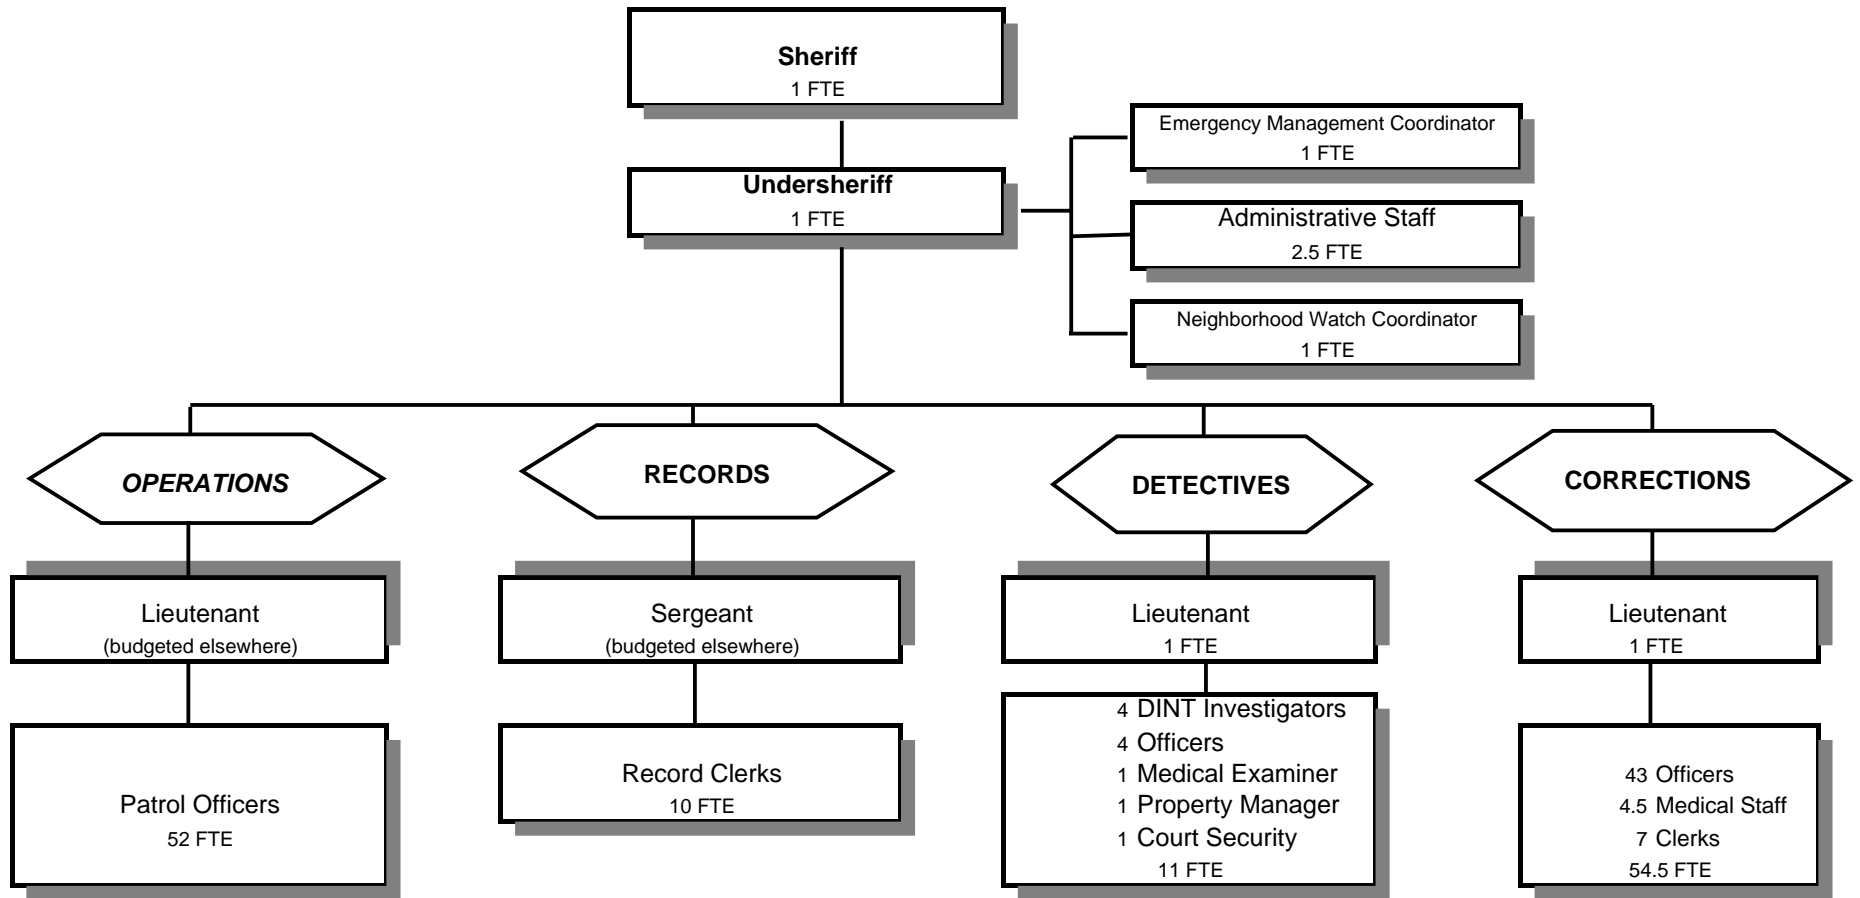 Sheriff
1 FTE
Emergency Management Coordinator
1 FTE
Undersheriff
1 FTE
Administrative Staff
2.5 FTE
Neighborhood Watch Coordinator
1 FTE
OPERATIONS
RECORDS
DETECTIVES
CORRECTIONS
Lieutenant
(budgeted elsewhere)
Sergeant
(budgeted elsewhere)
Lieutenant
1 FTE
Lieutenant
1 FTE
Patrol Officers
52 FTE
Record Clerks
10 FTE
4 DINT Investigators
4 Officers
1 Medical Examiner
1 Property Manager
1 Court Security
11 FTE
43 Officers
4.5 Medical Staff
7 Clerks
54.5 FTE